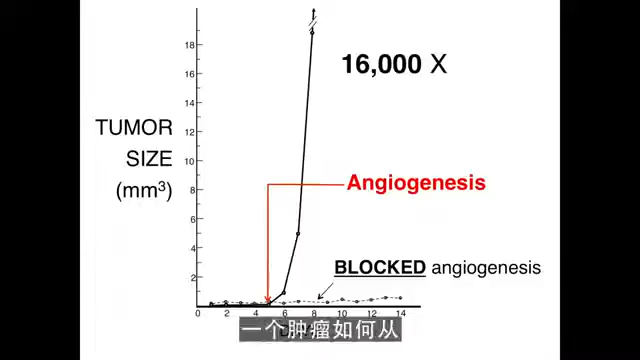 16,000 X
TUMOR
SIZE
(mm³)
18
16
14
12
10
8
6
4
2
Angiogenesis
BLOCKED angiogenesis
0 2 4 6 8 10 12 14
一个肿瘤如何从